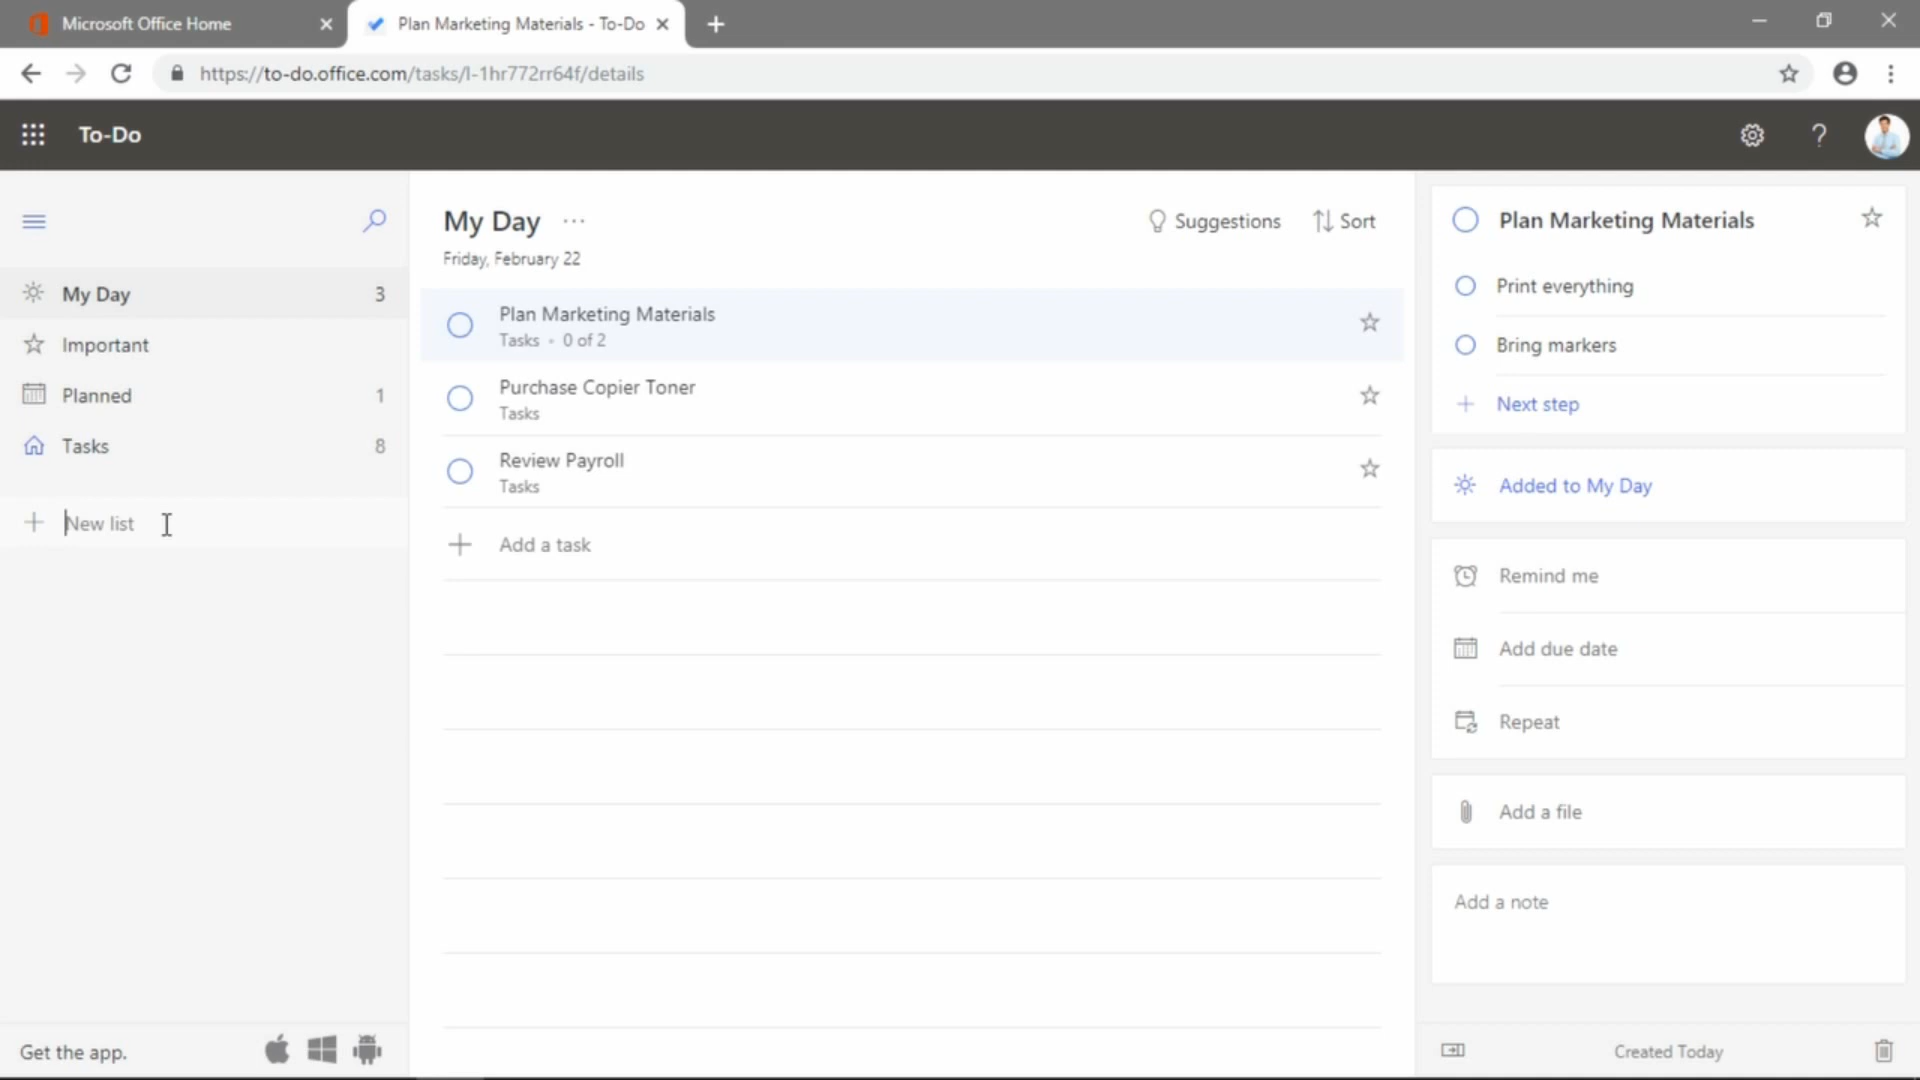 Microsoft Office Home
Plan Marketing Materials - To-Do
https://to-do.office.com/tasks/l-1hr772rr64f/details
To-Do
?
My Day 3
Important
Planned 1
Tasks 8
New list
Get the app.
My Day ...
Friday, February 22
Suggestions
Sort
Plan Marketing Materials
Tasks • 0 of 2
Purchase Copier Toner
Tasks
Review Payroll
Tasks
Add a task
Plan Marketing Materials
Print everything
Bring markers
Next step
Added to My Day
Remind me
Add due date
Repeat
Add a file
Add a note
Created Today